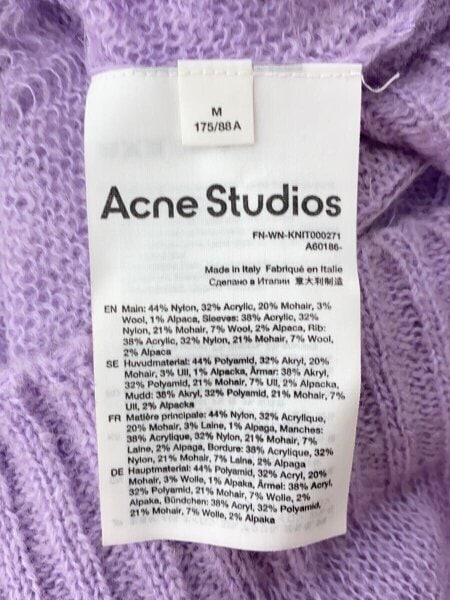 M
175/88A
Acne Studios
FN-WN-KNIT000271
A60186-
Made in Italy Fabriqué en Italie
Сделано в Италии 意大利制造
EN Main: 44% Nylon, 32% Acrylic, 20% Mohair, 3%
Wool, 1% Alpaca, Sleeves: 38% Acrylic, 32%
Nylon, 21% Mohair, 7% Wool, 2% Alpaca, Rib:
38% Acrylic, 32% Nylon, 21% Mohair, 7% Wool,
2% Alpaca
SE Huvudmaterial: 44% Polyamid, 32% Akryl, 20%
Mohair, 3% Ull, 1% Alpacka, Ärmar: 38% Akryl,
32% Polyamid, 21% Mohair, 7% Ull, 2% Alpacka,
Mudd: 38% Akryl, 32% Polyamid, 21% Mohair, 7%
Ull, 2% Alpacka
FR Matière principale: 44% Nylon, 32% Acrylique,
20% Mohair, 3% Laine, 1% Alpaga, Manches:
38% Acrylique, 32% Nylon, 21% Mohair, 7%
Laine, 2% Alpaga, Bordure: 38% Acrylique, 32%
Nylon, 21% Mohair, 7% Laine, 2% Alpaga
DE Hauptmaterial: 44% Polyamid, 32% Acryl, 20%
Mohair, 3% Wolle, 1% Alpaka, Ärmel: 38% Acryl,
32% Polyamid, 21% Mohair, 7% Wolle, 2%
Alpaka, Bündchen: 38% Acryl, 32% Polyamid,
21% Mohair, 7% Wolle, 2% Alpaka